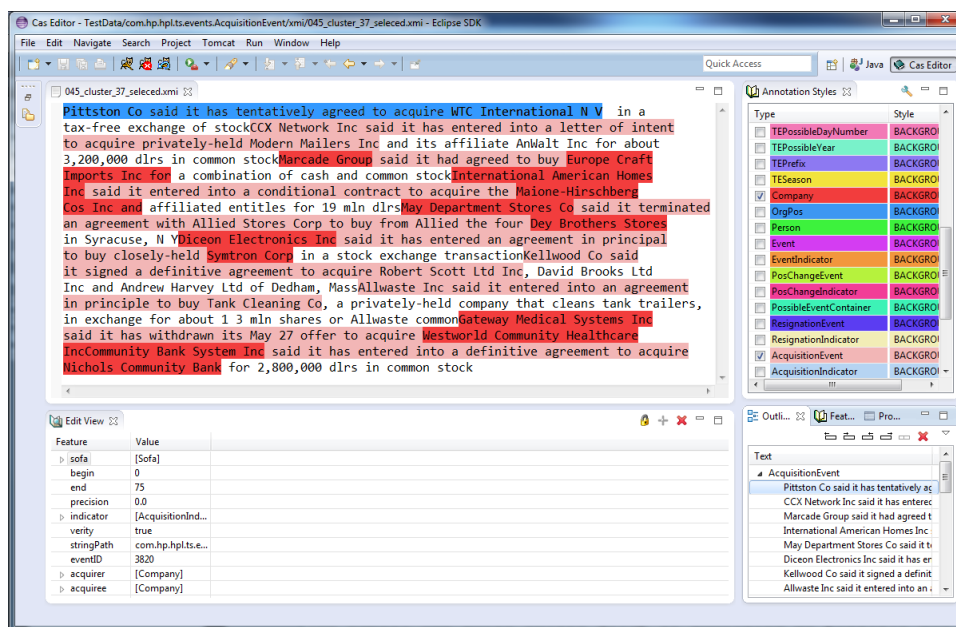 Cas Editor - TestData/com.hp.hpl.ts.events.AcquisitionEvent/xmi/045_cluster_37_seleced.xmi - Eclipse SDK
File Edit Navigate Search Project Tomcat Run Window Help
Quick Access Java Cas Editor
045_cluster_37_seleced.xmi
Pittston Co said it has tentatively agreed to acquire WTC International N V in a
tax-free exchange of stockCCX Network Inc said it has entered into a letter of intent
to acquire privately-held Modern Mailers Inc and its affiliate AnWalt Inc for about
3,200,000 dlrs in common stockMarcade Group said it had agreed to buy Europe Craft
Imports Inc for a combination of cash and common stockInternational American Homes
Inc said it entered into a conditional contract to acquire the Maione-Hirschberg
Cos Inc and affiliated entitles for 19 mln dlrsMay Department Stores Co said it terminated
an agreement with Allied Stores Corp to buy from Allied the four Dey Brothers Stores
in Syracuse, N YDiceon Electronics Inc said it has entered an agreement in principal
to buy closely-held Symtron Corp in a stock exchange transactionKellwood Co said
it signed a definitive agreement to acquire Robert Scott Ltd Inc, David Brooks Ltd
Inc and Andrew Harvey Ltd of Dedham, MassAllwaste Inc said it entered into an agreement
in principle to buy Tank Cleaning Co, a privately-held company that cleans tank trailers,
in exchange for about 1 3 mln shares or Allwaste commonGateway Medical Systems Inc
said it has withdrawn its May 27 offer to acquire Westworld Community Healthcare
IncCommunity Bank System Inc said it has entered into a definitive agreement to acquire
Nichols Community Bank for 2,800,000 dlrs in common stock
Annotation Styles
Type Style
TEPossibleDayNumber BACKGRO
TEPossibleYear BACKGRO
TEPrefix BACKGRO
TESeason BACKGRO
Company BACKGRO
OrgPos BACKGRO
Person BACKGRO
Event BACKGRO
EventIndicator BACKGRO
PosChangeEvent BACKGRO
PosChangeIndicator BACKGRO
PossibleEventContainer BACKGRO
ResignationEvent BACKGRO
ResignationIndicator BACKGRO
AcquisitionEvent BACKGRO
AcquisitionIndicator BACKGRO
Edit View
Feature Value
sofa [Sofa]
begin 0
end 75
precision 0.0
indicator [AcquisitionInd...
verity true
stringPath com.hp.hpl.ts.e...
eventID 3820
acquirer [Company]
acquiree [Company]
Outli... Feat... Pro...
Text
AcquisitionEvent
Pittston Co said it has tentatively ag
CCX Network Inc said it has entered
Marcade Group said it had agreed t
International American Homes Inc
May Department Stores Co said it t
Diceon Electronics Inc said it has er
Kellwood Co said it signed a definit
Allwaste Inc said it entered into an